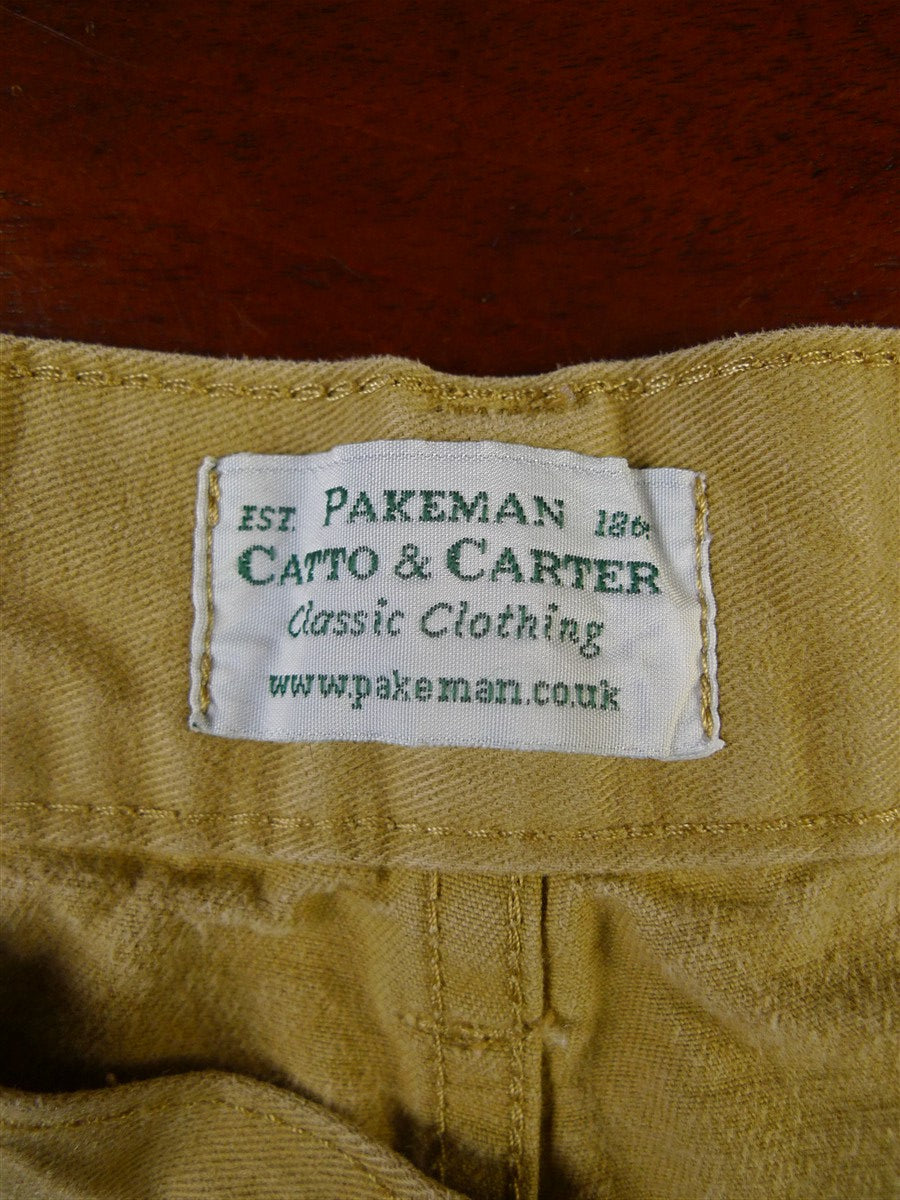 EST. PAKEMAN
CATTO & CARTER
Classic Clothing
www.pakeman.co.uk